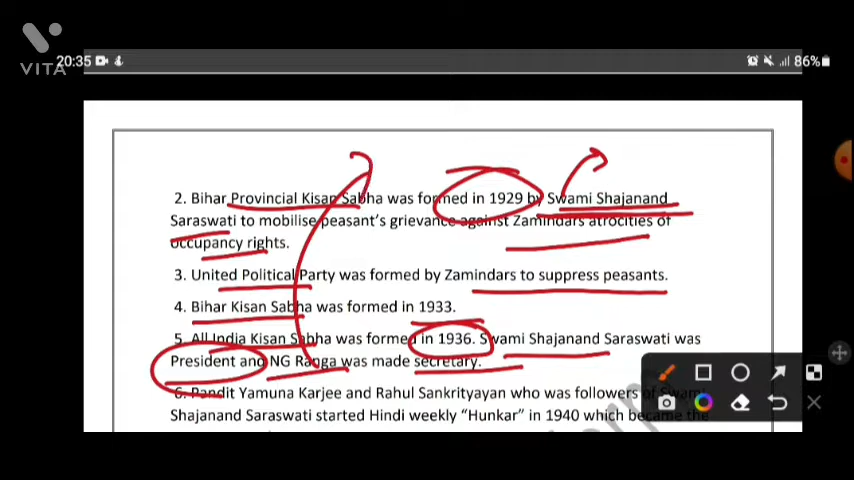 VITA
20:35
86%
2. Bihar Provincial Kisan Sabha was formed in 1929 by Swami Shajanand
Saraswati to mobilise peasant's grievance against Zamindars atrocities of
occupancy rights.
3. United Political Party was formed by Zamindars to suppress peasants.
4. Bihar Kisan Sabha was formed in 1933.
5. All India Kisan Sabha was formed in 1936. Swami Shajanand Saraswati was
President and NG Ranga was made secretary.
6. Pandit Yamuna Karjee and Rahul Sankrityayan who was followers of Swami
Shajanand Saraswati started Hindi weekly "Hunkar" in 1940 which became the